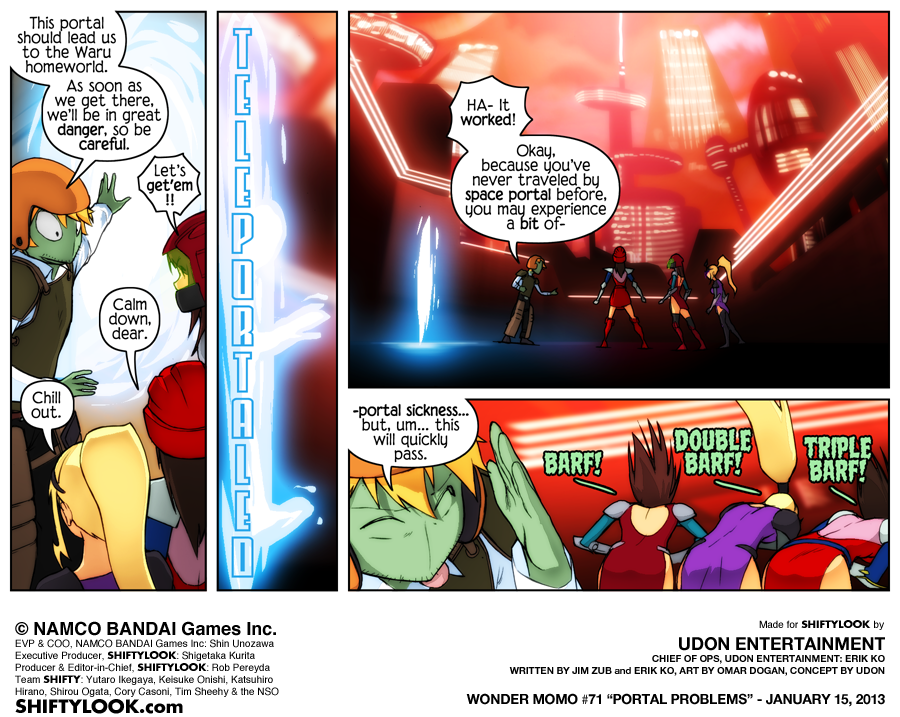 This portal
should lead us
to the Waru
homeworld.
As soon as
we get there,
we'll be in great
danger, so be
careful.
Let's
get'em
!!
Calm
down,
dear.
Chill
out.
TELEPORTALED
HA- It
worked!
Okay,
because you've
never traveled by
space portal before,
you may experience
a bit of-
-portal sickness...
but, um... this
will quickly
pass.
BARF!
DOUBLE
BARF!
TRIPLE
BARF!
© NAMCO BANDAI Games Inc.
EVP & COO, NAMCO BANDAI Games Inc: Shin Unozawa
Executive Producer, SHIFTYLOOK: Shigetaka Kurita
Producer & Editor-in-Chief, SHIFTYLOOK: Rob Pereyda
Team SHIFTY: Yutaro Ikegaya, Keisuke Onishi, Katsuhiro
Hirano, Shirou Ogata, Cory Casoni, Tim Sheehy & the NSO
SHIFTYLOOK.com
Made for SHIFTYLOOK by
UDON ENTERTAINMENT
CHIEF OF OPS, UDON ENTERTAINMENT: ERIK KO
WRITTEN BY JIM ZUB and ERIK KO, ART BY OMAR DOGAN, CONCEPT BY UDON
WONDER MOMO #71 “PORTAL PROBLEMS” - JANUARY 15, 2013